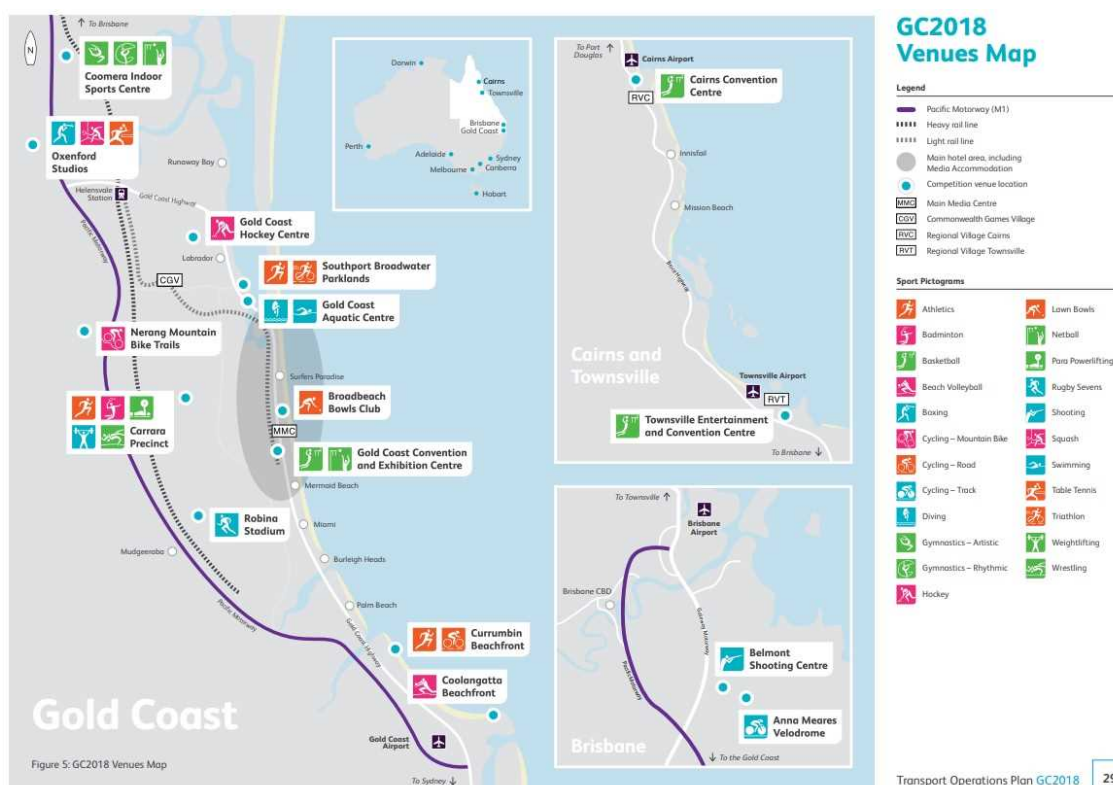 GC2018
Venues Map
Legend
Pacific Motorway (M1)
Heavy rail line
Light rail line
Main hotel area, including
Media Accommodation
Competition venue location
MMC Main Media Centre
CGV Commonwealth Games Village
RVC Regional Village Cairns
RVT Regional Village Townsville
Sport Pictograms
Athletics
Badminton
Basketball
Beach Volleyball
Boxing
Cycling – Mountain Bike
Cycling – Road
Cycling – Track
Diving
Gymnastics – Artistic
Gymnastics – Rhythmic
Hockey
Lawn Bowls
Netball
Para Powerlifting
Rugby Sevens
Shooting
Squash
Swimming
Table Tennis
Triathlon
Weightlifting
Wrestling
N
To Brisbane
Coomera Indoor
Sports Centre
Oxenford
Studios
Runaway Bay
Helensvale
Station
Gold Coast Highway
Pacific Motorway
Gold Coast
Hockey Centre
Labrador
CGV
Southport Broadwater
Parklands
Gold Coast
Aquatic Centre
Nerang Mountain
Bike Trails
Surfers Paradise
Broadbeach
Bowls Club
Carrara
Precinct
MMC
Gold Coast Convention
and Exhibition Centre
Mermaid Beach
Robina
Stadium
Miami
Mudgeeraba
Burleigh Heads
Palm Beach
Pacific Motorway
Gold Coast Highway
Currumbin
Beachfront
Coolangatta
Beachfront
Gold Coast
Gold Coast
Airport
To Sydney
Figure 5: GC2018 Venues Map
Darwin
Cairns
Townsville
Brisbane
Gold Coast
Perth
Adelaide
Sydney
Canberra
Melbourne
Hobart
To Port
Douglas
Cairns Airport
Cairns Convention
Centre
RVC
Innisfail
Mission Beach
Bruce Highway
Cairns and
Townsville
Townsville Airport
RVT
Townsville Entertainment
and Convention Centre
To Brisbane
To Townsville
Brisbane
Airport
Brisbane CBD
Gateway Motorway
Pacific Motorway
Belmont
Shooting Centre
Anna Meares
Velodrome
Brisbane
To the Gold Coast
Transport Operations Plan GC2018 29